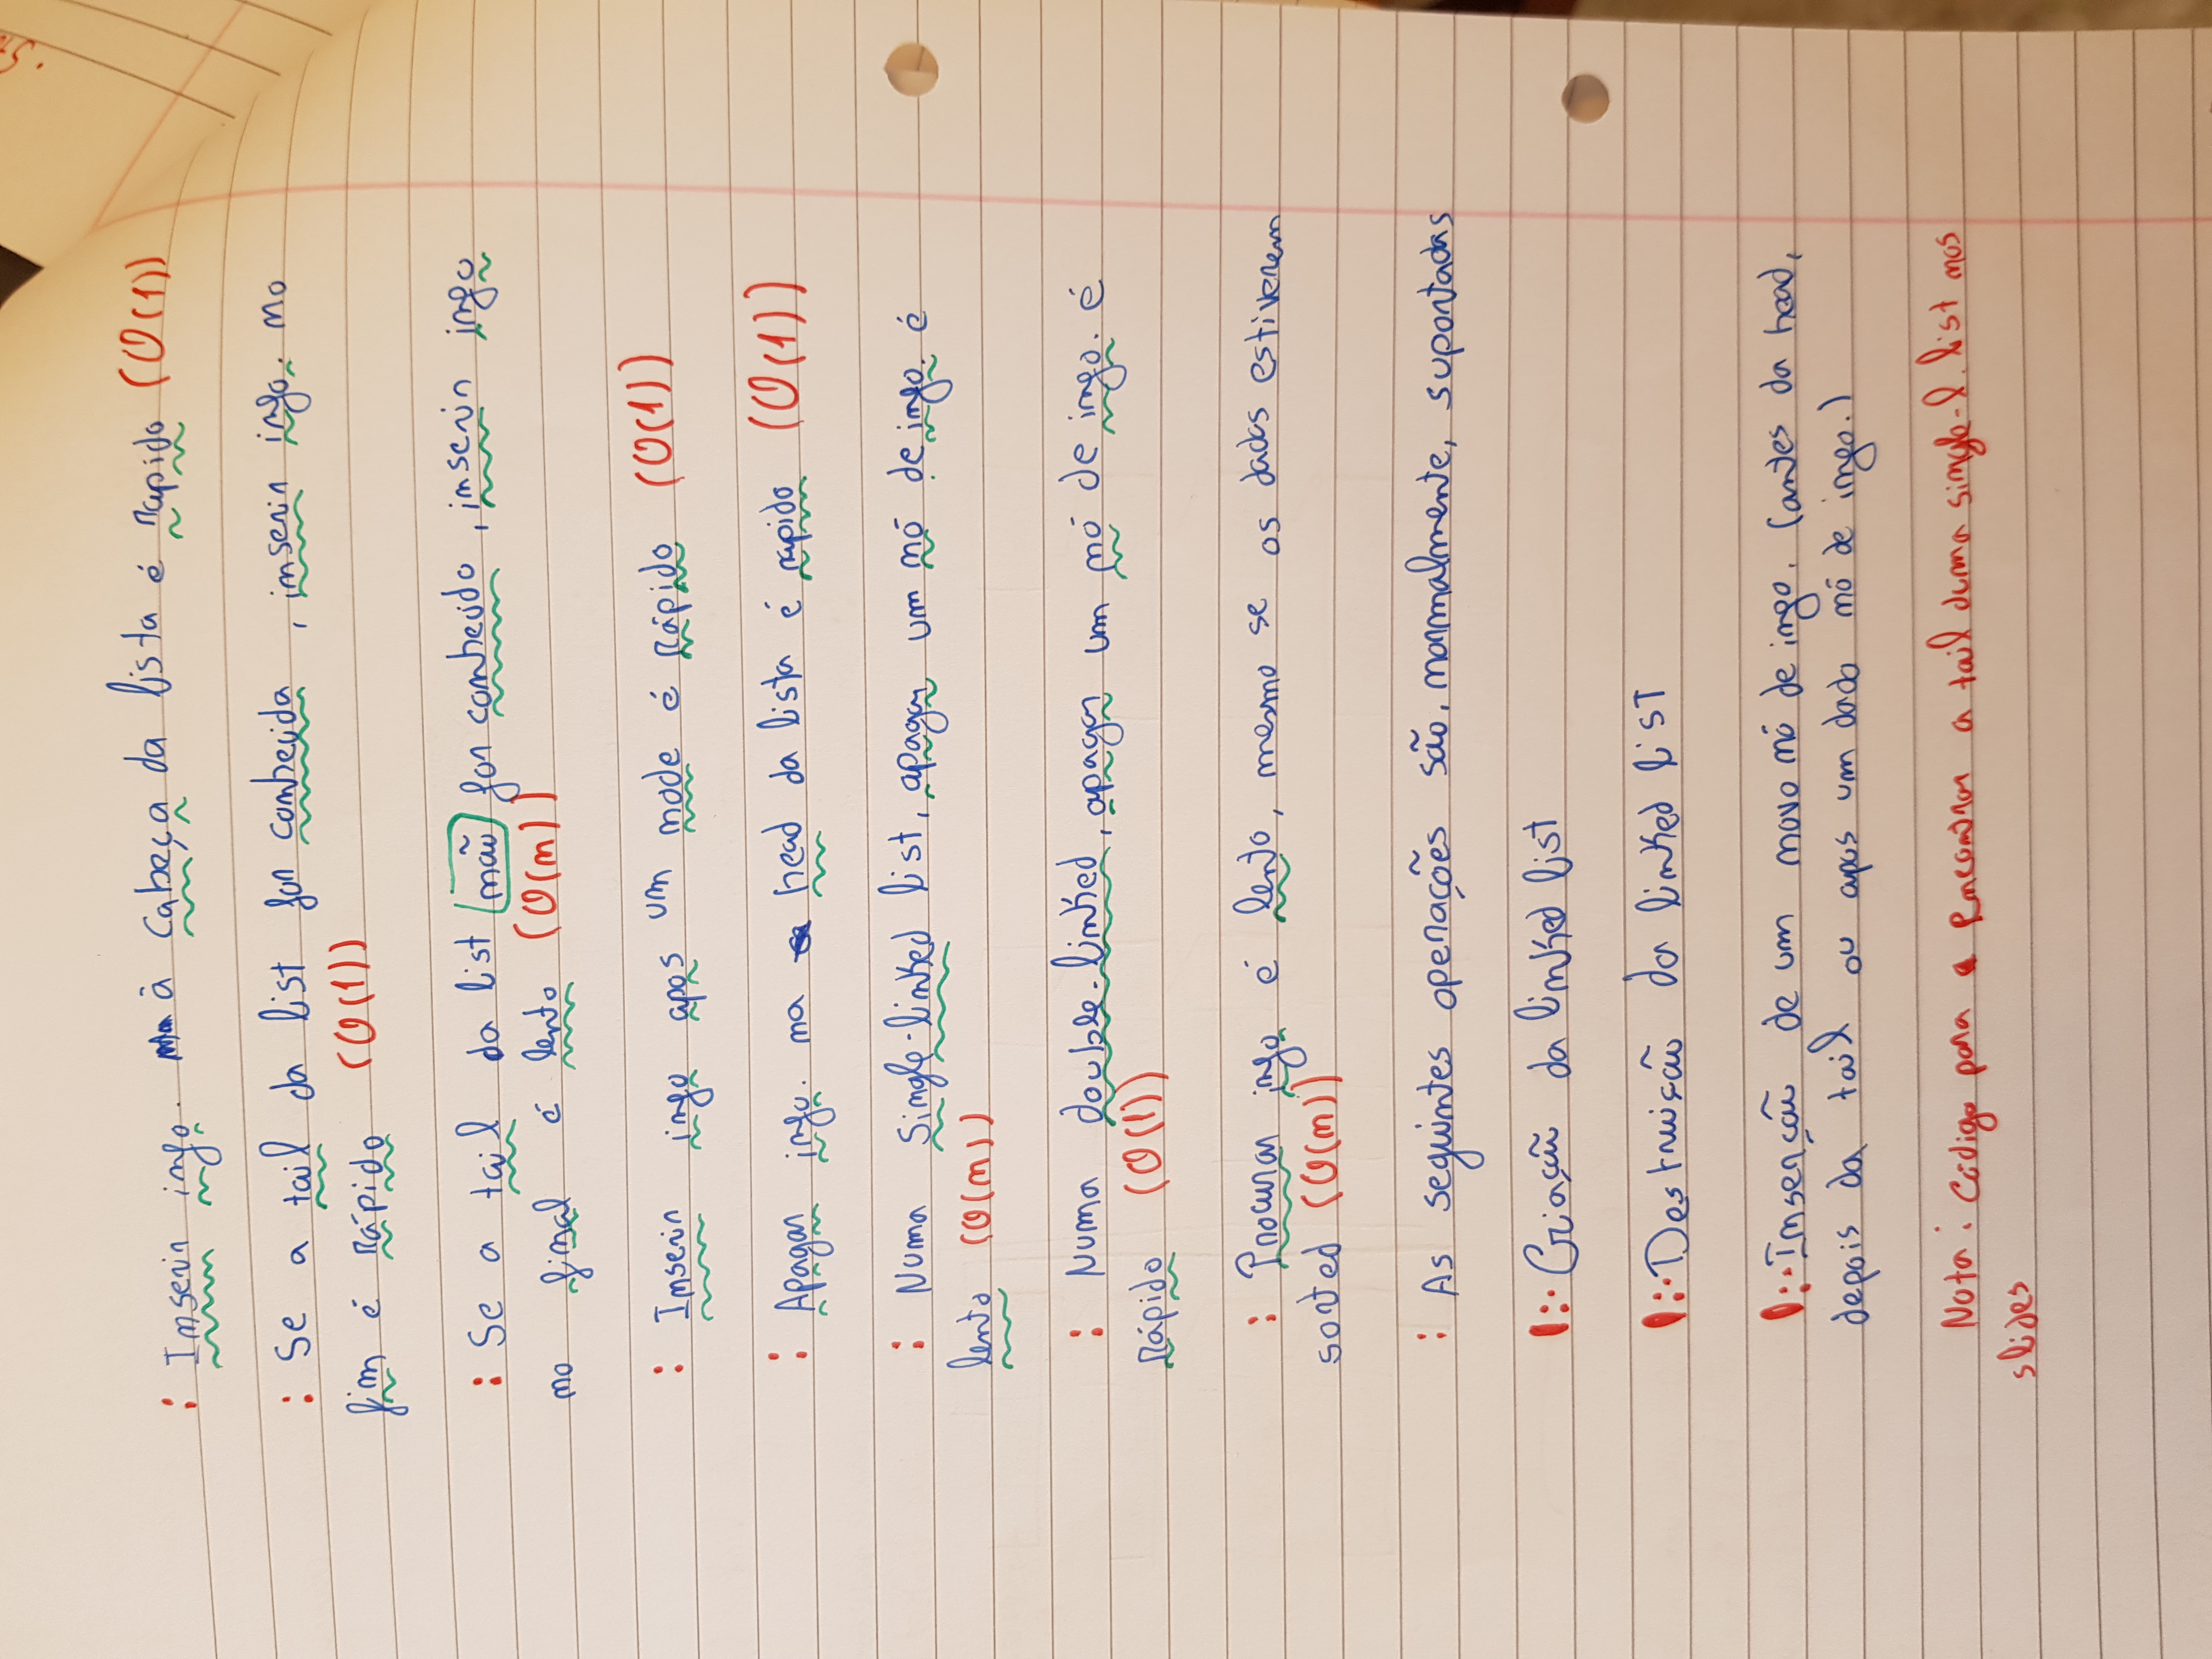 : Inserir info. à cabeça da lista é rapido (O(1))
: Se a tail da list for conhecida, inserir info. no
fim é rápido (O(1))
: Se a tail da list não for conhecido, inserir info
no final é lento (O(n))
: Inserir info apos um node é rápido (O(1))
: Apagar info. na head da lista é rapido (O(1))
: Numa single-linked list, apagar um nó de info. é
lento (O(n))
: Numa double-linked, apagar um nó de info. é
rápido (O(1))
: Procurar info é lento, mesmo se os dados estiverem
sorted (O(n))
: As seguintes operações são, normalmente, suportadas
:· Criação da linked list
:· Destruição da linked list
:· Inserção de um novo nó de info. (antes da head,
depois da tail ou apos um dado nó de info.)
Nota: Código para encontrar a tail duma single-l. list nos
slides